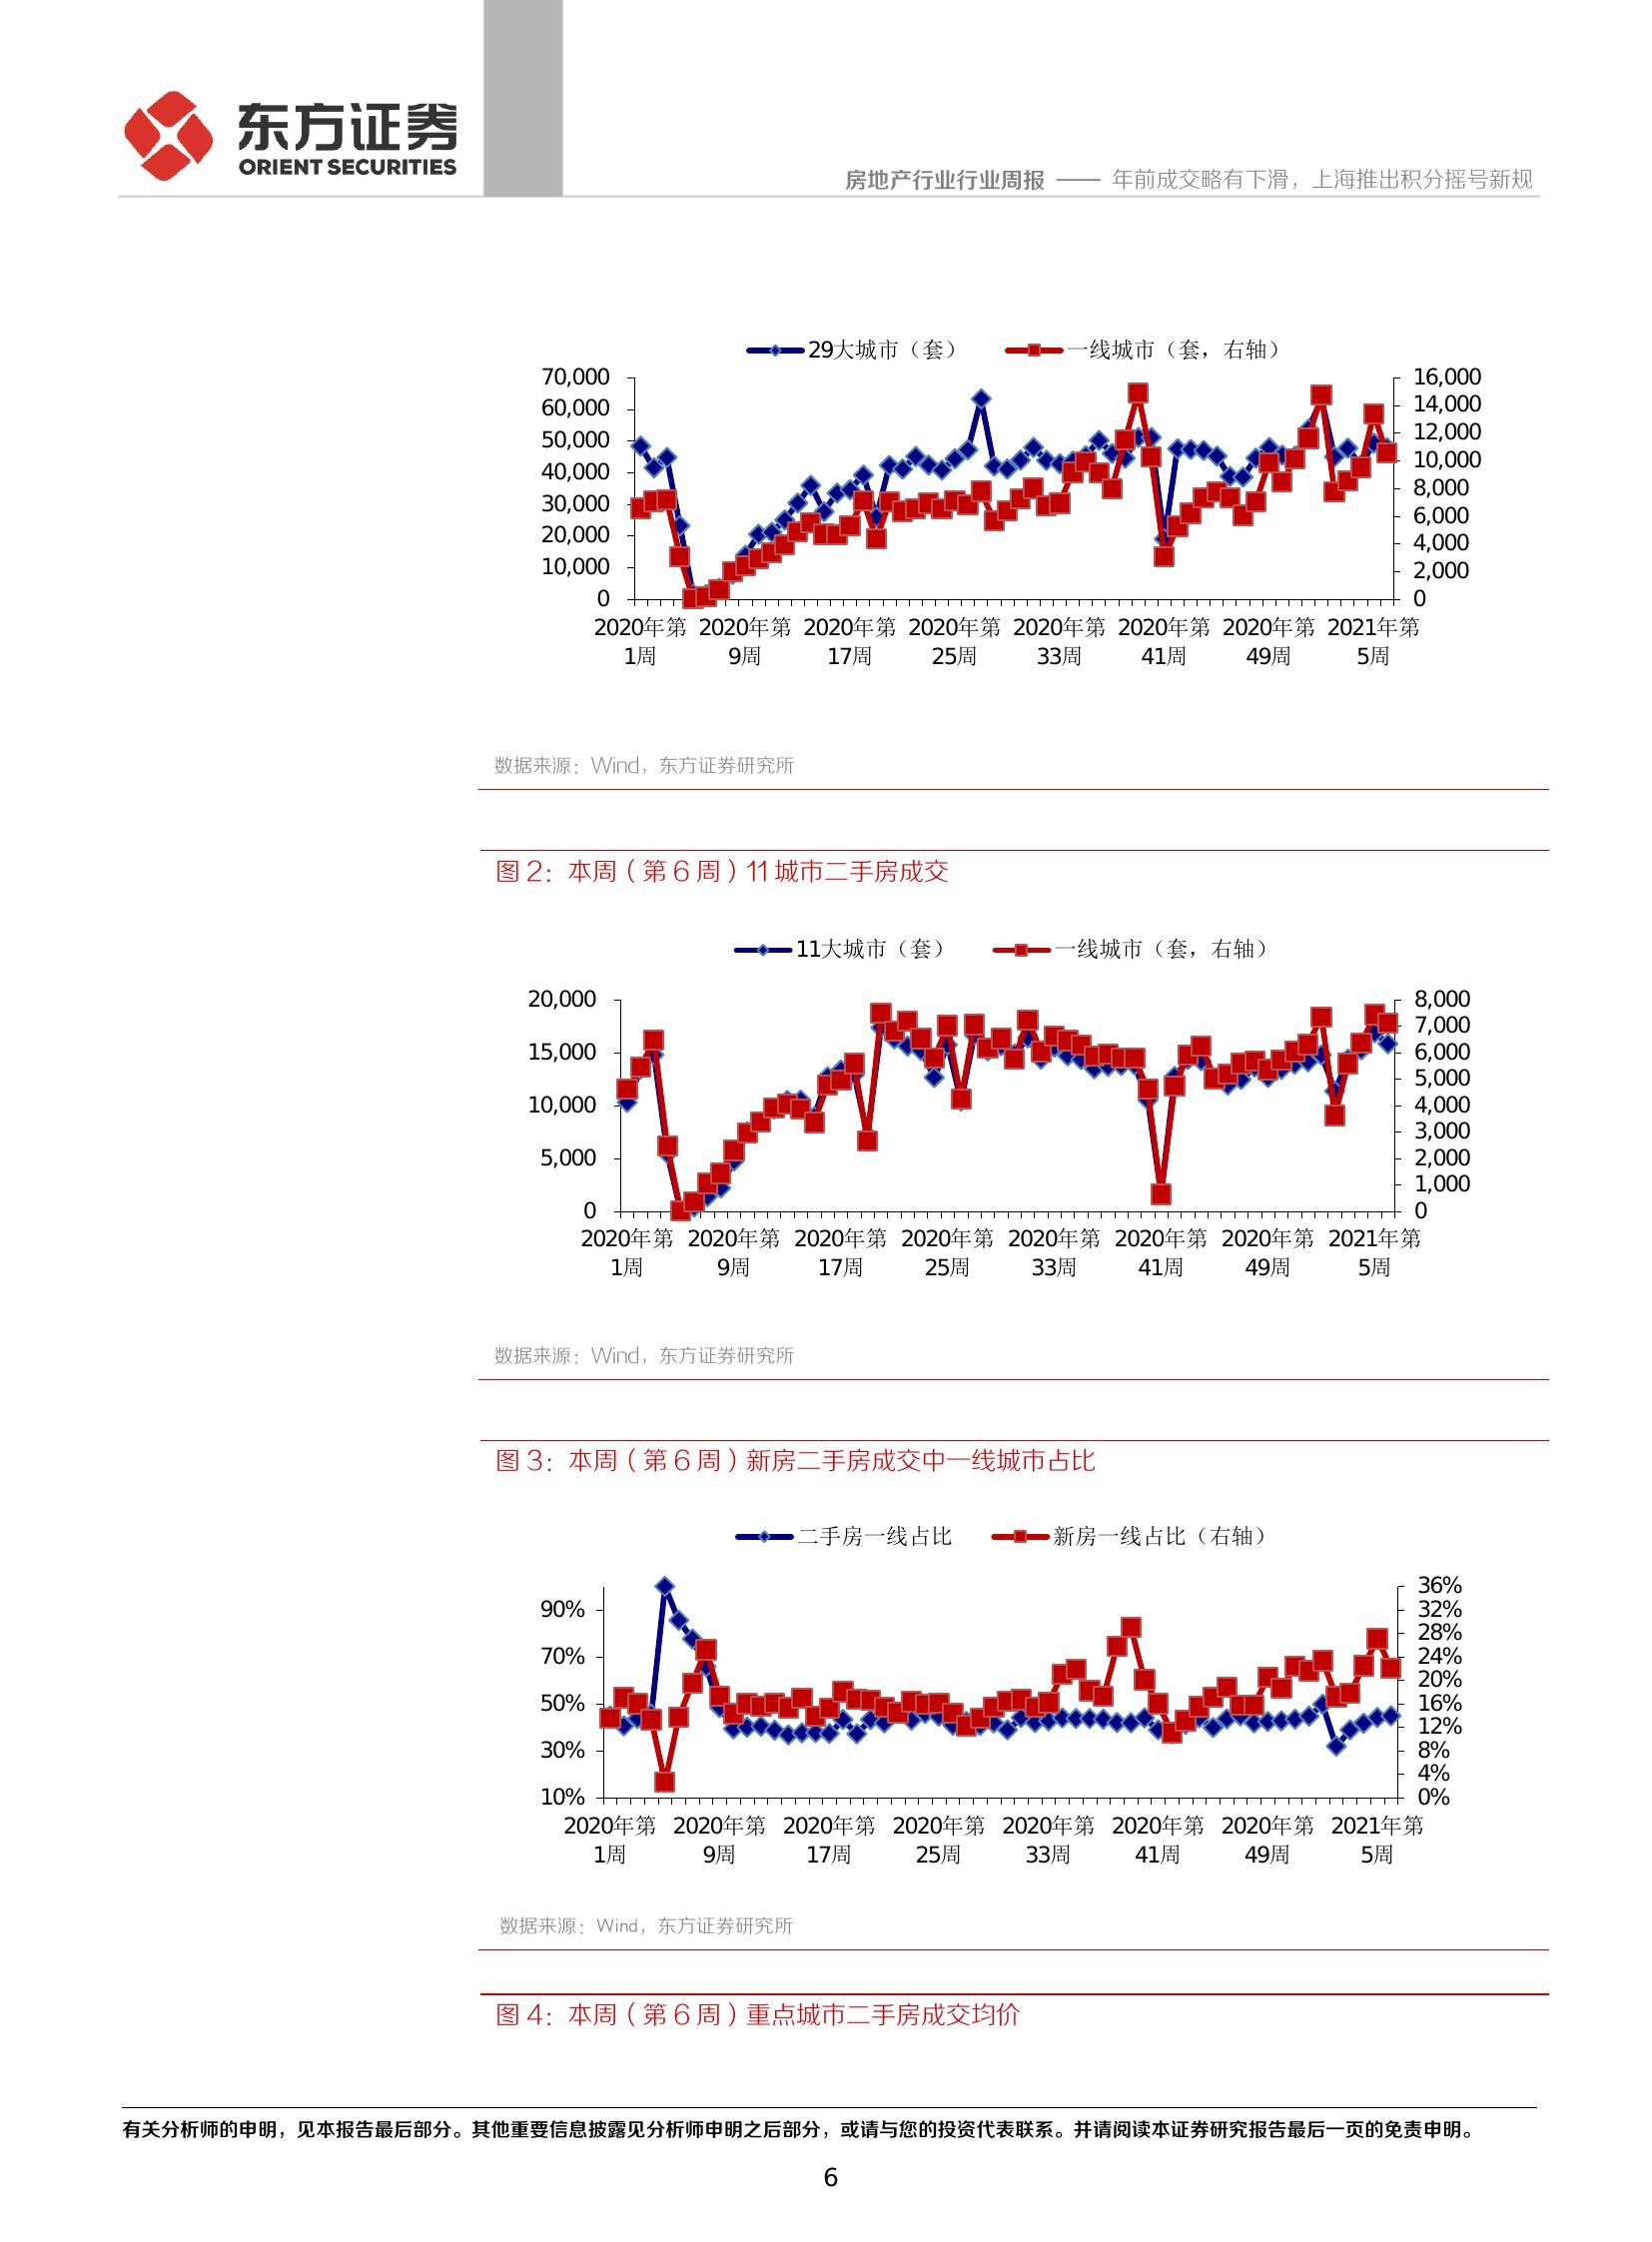 东方证券
ORIENT SECURITIES
房地产行业行业周报 —— 年前成交略有下滑，上海推出积分摇号新规
29大城市（套） 一线城市（套，右轴）
70,000 16,000
60,000 14,000
50,000 12,000
40,000 10,000
30,000 8,000
20,000 6,000
10,000 4,000
0 2,000
0
2020年第 2020年第 2020年第 2020年第 2020年第 2020年第 2020年第 2021年第
1周 9周 17周 25周 33周 41周 49周 5周
数据来源：Wind，东方证券研究所
图 2：本周（第 6 周）11 城市二手房成交
11大城市（套） 一线城市（套，右轴）
20,000 8,000
7,000
15,000 6,000
5,000
10,000 4,000
3,000
5,000 2,000
1,000
0 0
2020年第 2020年第 2020年第 2020年第 2020年第 2020年第 2020年第 2021年第
1周 9周 17周 25周 33周 41周 49周 5周
数据来源：Wind，东方证券研究所
图 3：本周（第 6 周）新房二手房成交中一线城市占比
二手房一线占比 新房一线占比（右轴）
36%
90% 32%
28%
70% 24%
20%
50% 16%
12%
30% 8%
4%
10% 0%
2020年第 2020年第 2020年第 2020年第 2020年第 2020年第 2020年第 2021年第
1周 9周 17周 25周 33周 41周 49周 5周
数据来源：Wind，东方证券研究所
图 4：本周（第 6 周）重点城市二手房成交均价
有关分析师的申明，见本报告最后部分。其他重要信息披露见分析师申明之后部分，或请与您的投资代表联系。并请阅读本证券研究报告最后一页的免责申明。
6